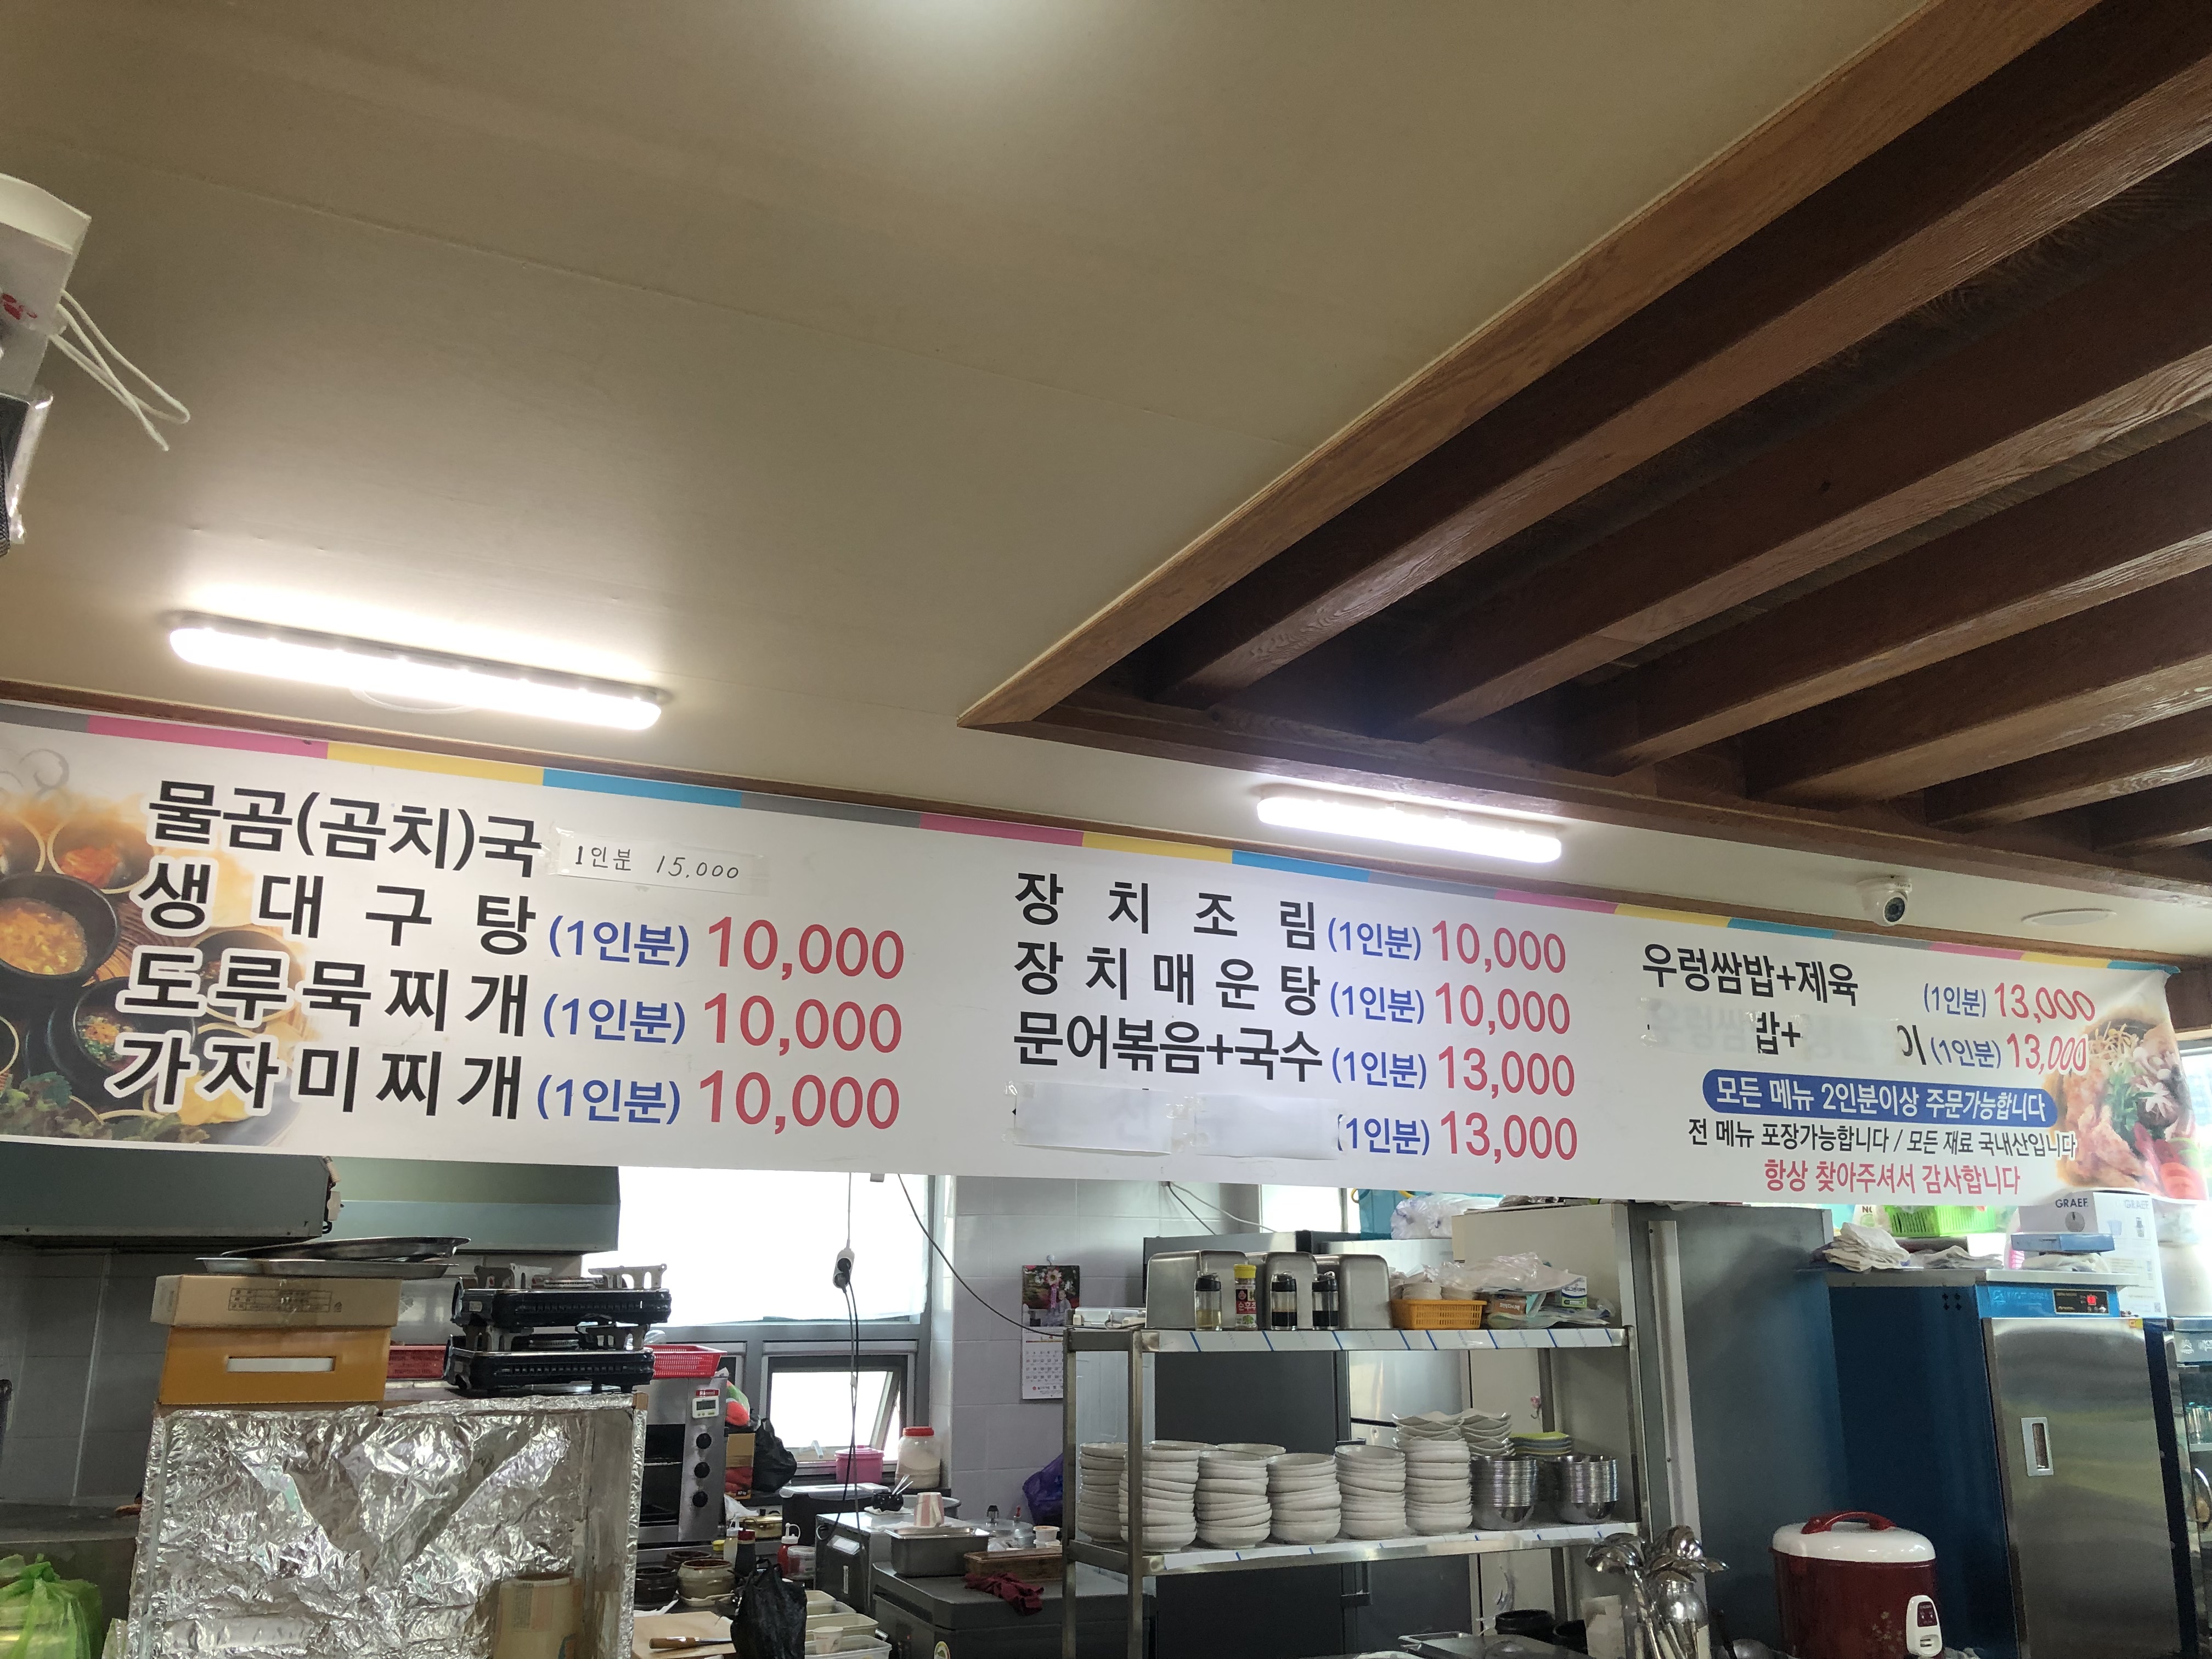 물곰(곰치)국 1인분 15,000
생대구탕 (1인분) 10,000
도루묵찌개 (1인분) 10,000
가자미찌개 (1인분) 10,000
장치조림 (1인분) 10,000
장치매운탕 (1인분) 10,000
문어볶음+국수 (1인분) 13,000
(1인분) 13,000
우렁쌈밥+제육 (1인분) 13,000
우렁쌈밥+ 이 (1인분) 13,000
모든 메뉴 2인분이상 주문가능합니다
전 메뉴 포장가능합니다 / 모든 재료 국내산입니다
항상 찾아주셔서 감사합니다
GRAEF